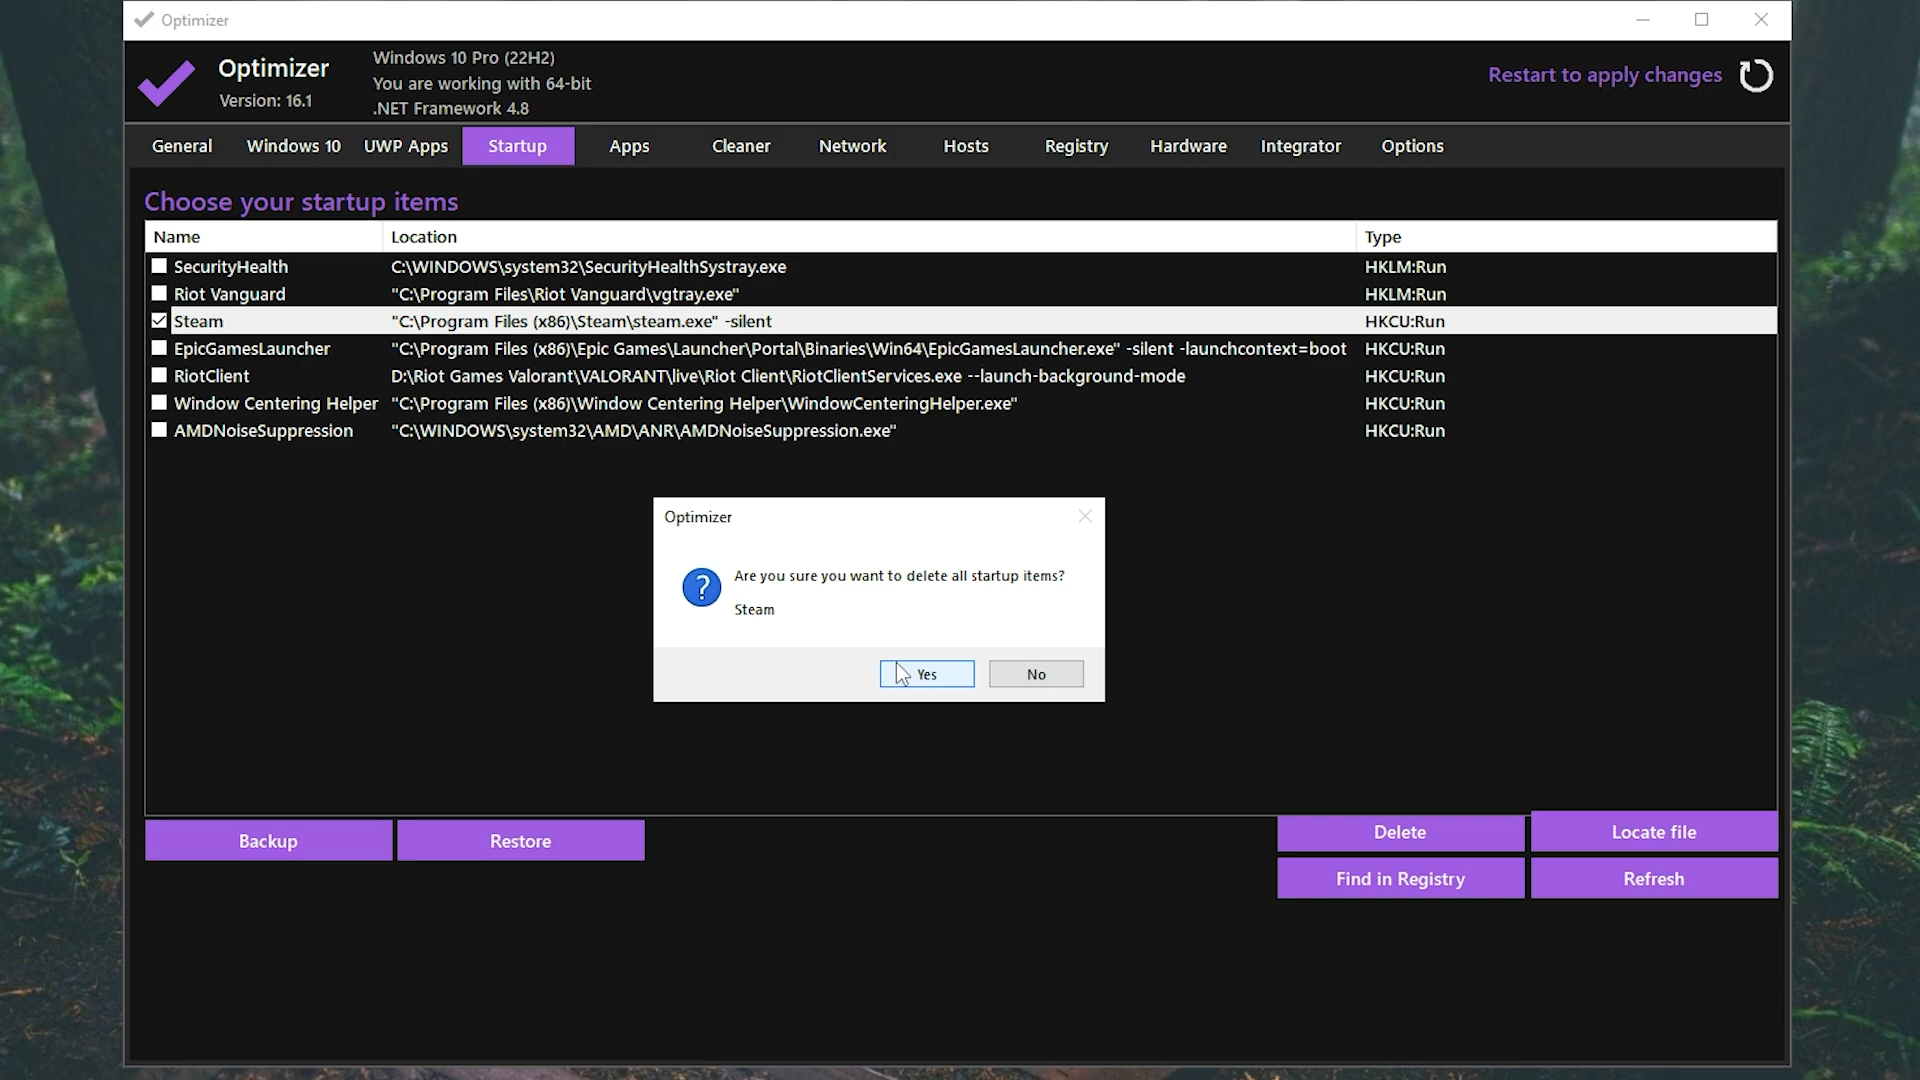 Optimizer
Optimizer
Version: 16.1
Windows 10 Pro (22H2)
You are working with 64-bit
.NET Framework 4.8
Restart to apply changes
General Windows 10 UWP Apps Startup Apps Cleaner Network Hosts Registry Hardware Integrator Options
Choose your startup items
Name Location Type
SecurityHealth C:\WINDOWS\system32\SecurityHealthSystray.exe HKLM:Run
Riot Vanguard "C:\Program Files\Riot Vanguard\vgtray.exe" HKLM:Run
Steam "C:\Program Files (x86)\Steam\steam.exe" -silent HKCU:Run
EpicGamesLauncher "C:\Program Files (x86)\Epic Games\Launcher\Portal\Binaries\Win64\EpicGamesLauncher.exe" -silent -launchcontext=boot HKCU:Run
RiotClient D:\Riot Games Valorant\VALORANT\live\Riot Client\RiotClientServices.exe --launch-background-mode HKCU:Run
Window Centering Helper "C:\Program Files (x86)\Window Centering Helper\WindowCenteringHelper.exe" HKCU:Run
AMDNoiseSuppression "C:\WINDOWS\system32\AMD\ANR\AMDNoiseSuppression.exe" HKCU:Run
Optimizer
Are you sure you want to delete all startup items?
Steam
Yes No
Backup Restore Delete Locate file
Find in Registry Refresh